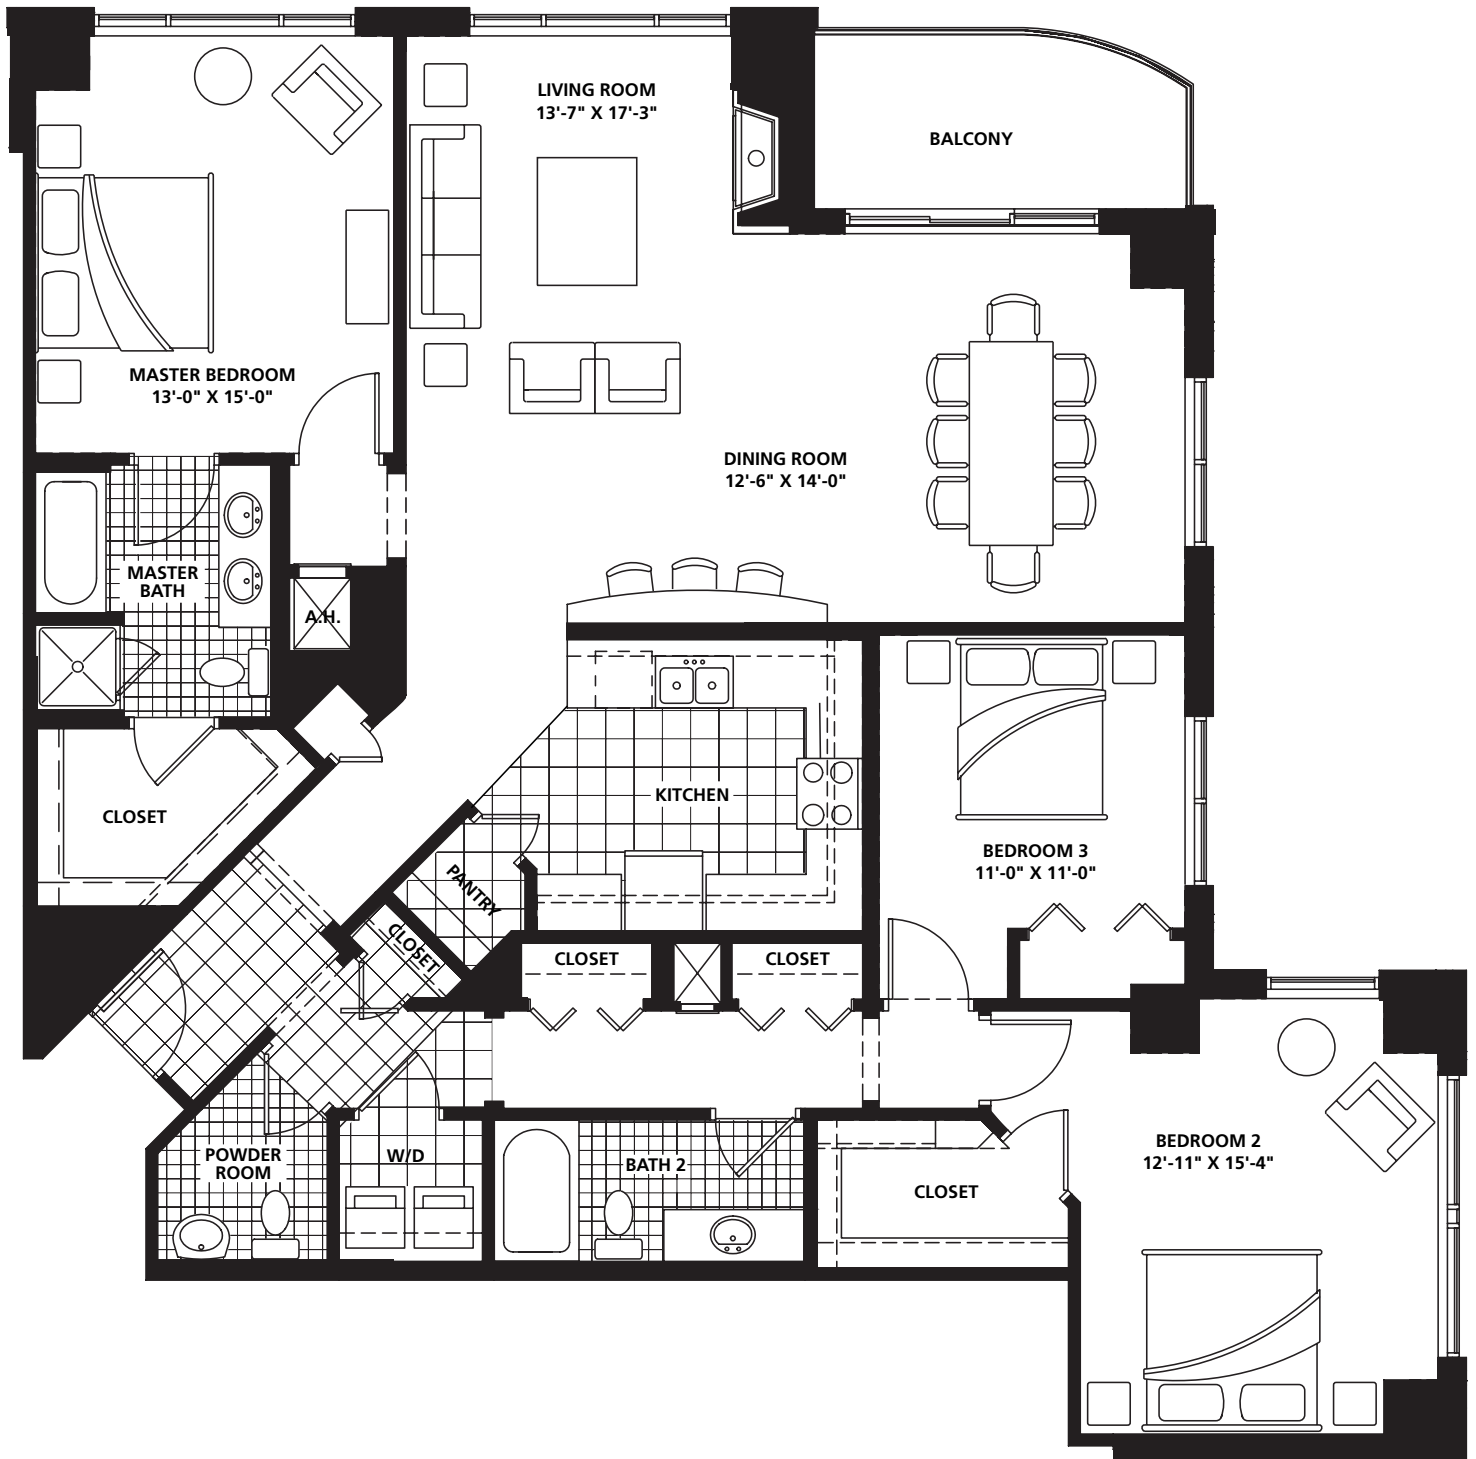 LIVING ROOM
13'-7" X 17'-3"
BALCONY
MASTER BEDROOM
13'-0" X 15'-0"
DINING ROOM
12'-6" X 14'-0"
MASTER
BATH
A.H.
KITCHEN
CLOSET
BEDROOM 3
11'-0" X 11'-0"
PANTRY
CLOSET
CLOSET
CLOSET
BEDROOM 2
12'-11" X 15'-4"
POWDER
ROOM
W/D
BATH 2
CLOSET